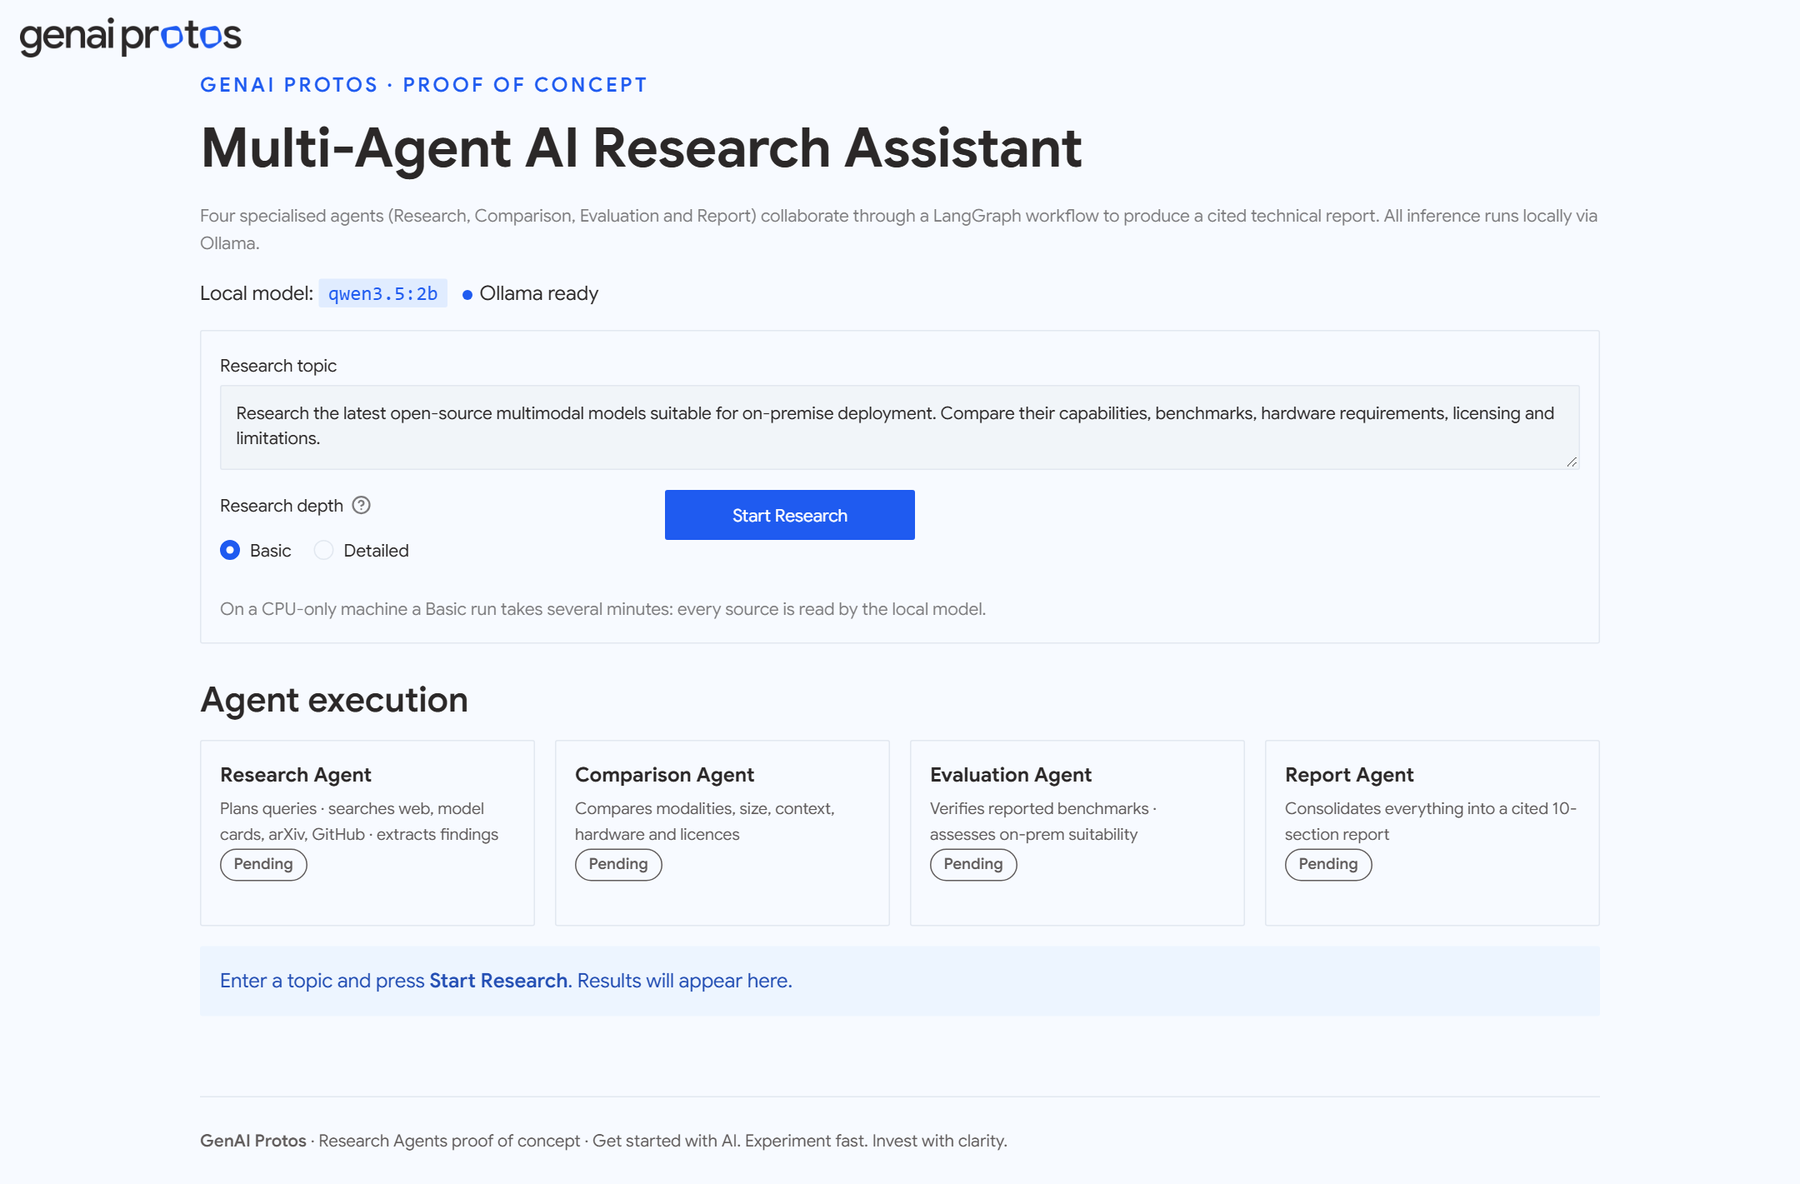 genai protos
GENAI PROTOS · PROOF OF CONCEPT
Multi-Agent AI Research Assistant
Four specialised agents (Research, Comparison, Evaluation and Report) collaborate through a LangGraph workflow to produce a cited technical report. All inference runs locally via
Ollama.
Local model: qwen3.5:2b Ollama ready
Research topic
Research the latest open-source multimodal models suitable for on-premise deployment. Compare their capabilities, benchmarks, hardware requirements, licensing and
limitations.
Research depth ?
Start Research
Basic Detailed
On a CPU-only machine a Basic run takes several minutes: every source is read by the local model.
Agent execution
Research Agent
Plans queries · searches web, model
cards, arXiv, GitHub · extracts findings
Pending
Comparison Agent
Compares modalities, size, context,
hardware and licences
Pending
Evaluation Agent
Verifies reported benchmarks ·
assesses on-prem suitability
Pending
Report Agent
Consolidates everything into a cited 10-
section report
Pending
Enter a topic and press Start Research. Results will appear here.
GenAI Protos · Research Agents proof of concept · Get started with AI. Experiment fast. Invest with clarity.